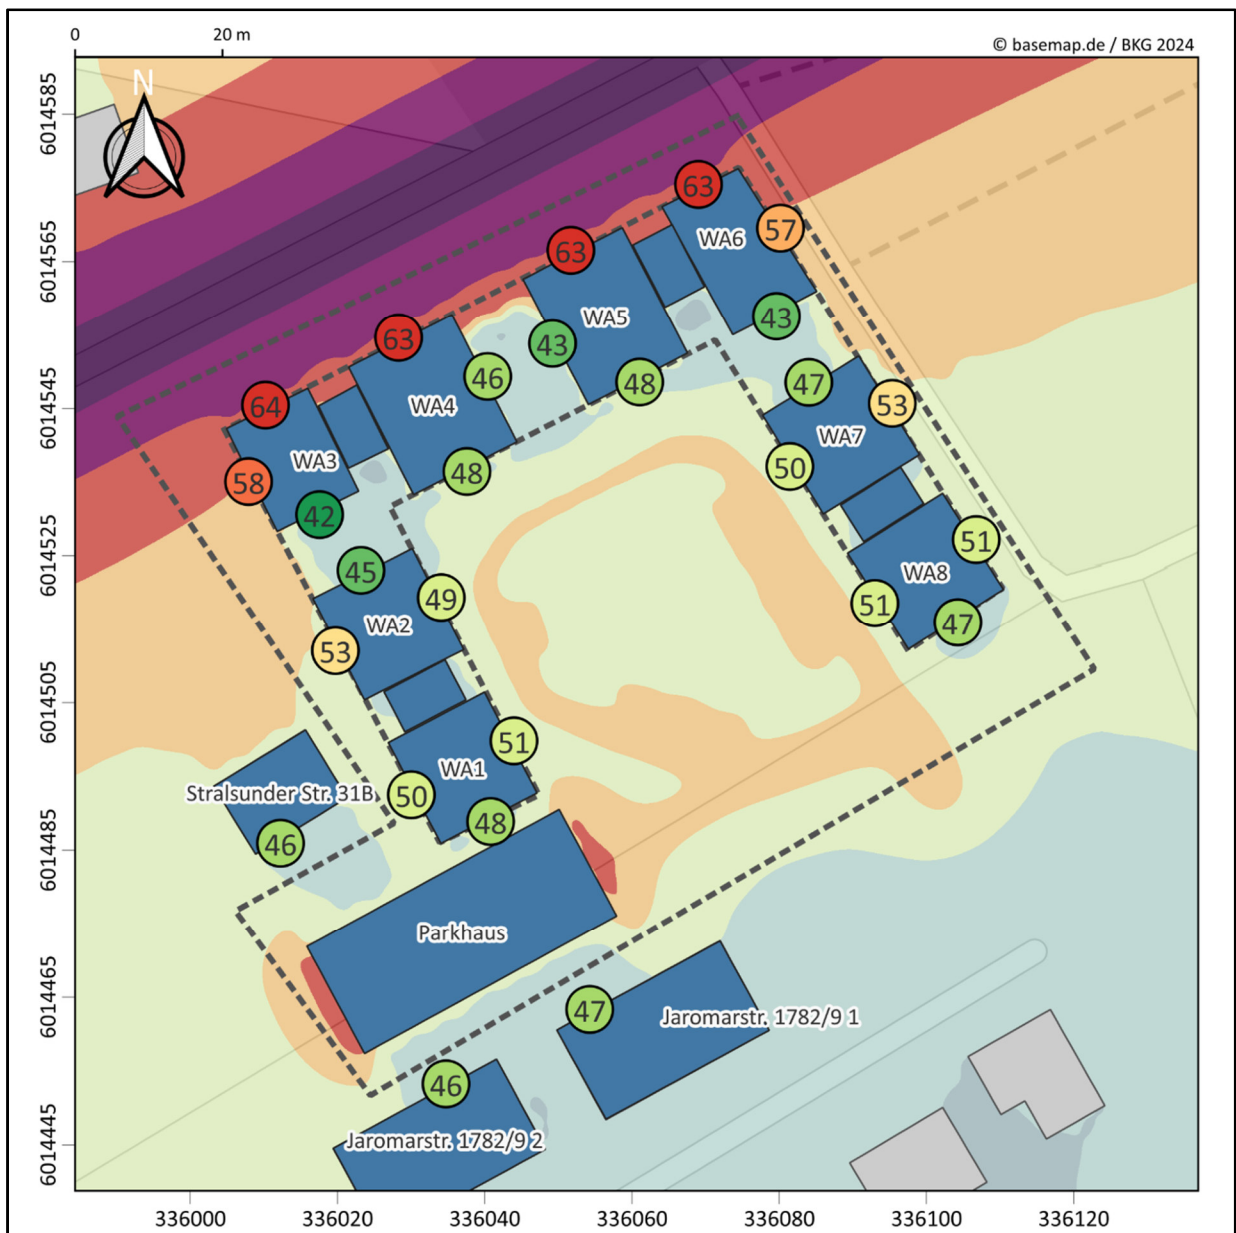 0
20 m
© basemap.de / BKG 2024
N
6014585
63
57
WA6
6014565
63
WA5
43
63
43
46
48
47
53
6014545
64
WA4
WA7
WA3
50
58
48
42
51
6014525
45
WA8
49
51
WA2
47
53
6014505
51
WA1
50
Stralsunder Str. 31B
48
46
6014485
Parkhaus
6014465
47
Jaromarstr. 1782/9 1
46
Jaromarstr. 1782/9 2
6014445
336000
336020
336040
336060
336080
336100
336120